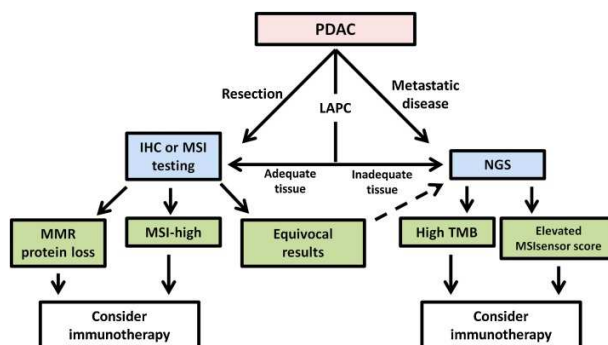 PDAC
Resection
LAPC
Metastatic
disease
IHC or MSI
testing
Adequate
tissue
Inadequate
tissue
NGS
MMR
protein loss
MSI-high
Equivocal
results
High TMB
Elevated
MSIsensor score
Consider
immunotherapy
Consider
immunotherapy